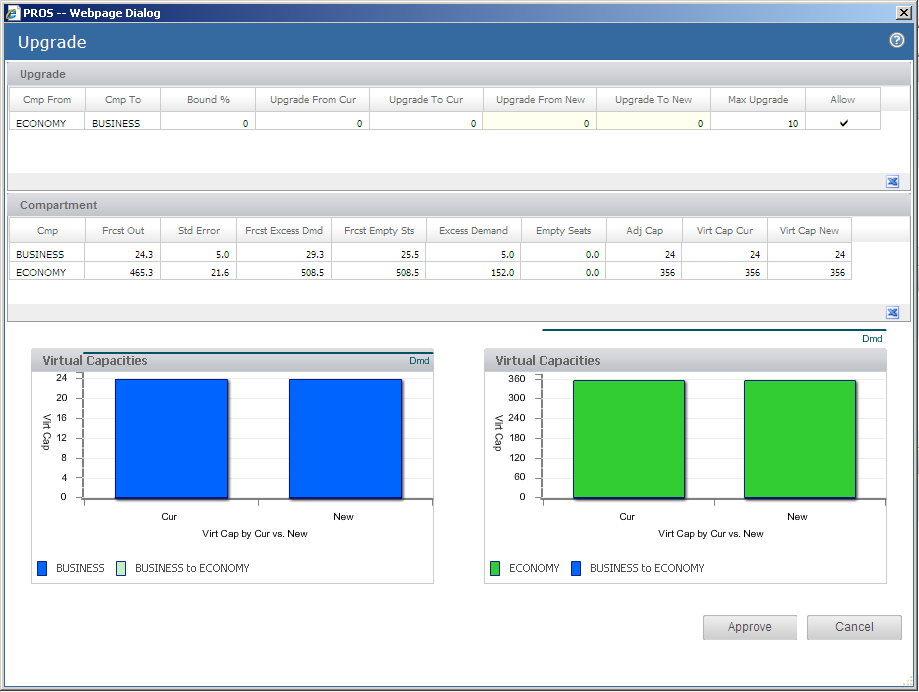 PROS -- Webpage Dialog
Upgrade
?
Upgrade
Cmp From Cmp To Bound % Upgrade From Cur Upgrade To Cur Upgrade From New Upgrade To New Max Upgrade Allow
ECONOMY BUSINESS 0 0 0 0 0 10
Compartment
Cmp Frcst Out Std Error Frcst Excess Dmd Frcst Empty Sts Excess Demand Empty Seats Adj Cap Virt Cap Cur Virt Cap New
BUSINESS 24.3 5.0 29.3 25.5 5.0 0.0 24 24 24
ECONOMY 465.3 21.6 508.5 508.5 152.0 0.0 356 356 356
Virtual Capacities Dmd
24
20
16
12
8
4
0
Virt Cap
Cur New
Virt Cap by Cur vs. New
BUSINESS BUSINESS to ECONOMY
Dmd
Virtual Capacities
360
300
240
180
120
60
0
Virt Cap
Cur New
Virt Cap by Cur vs. New
ECONOMY BUSINESS to ECONOMY
Approve Cancel